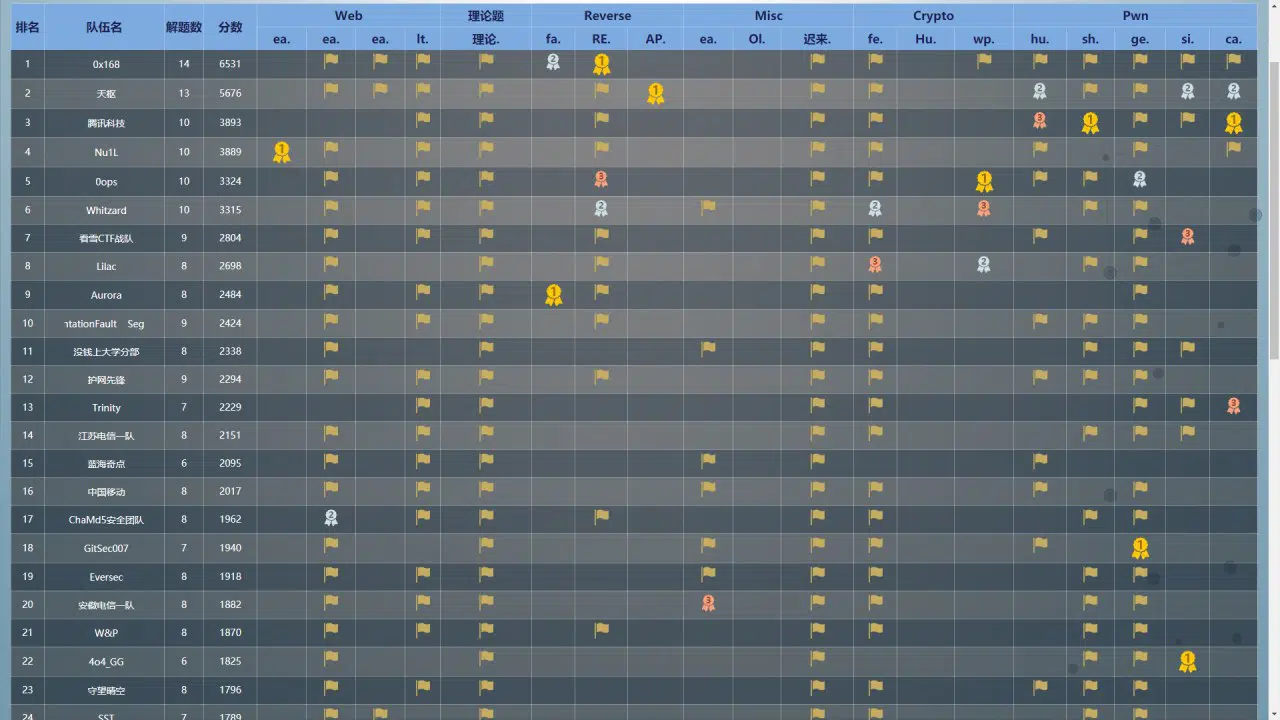 排名 队伍名 解题数 分数 Web 理论题 Reverse Misc Crypto Pwn
ea. ea. ea. lt. 理论. fa. RE. AP. ea. Ol. 迟来. fe. Hu. wp. hu. sh. ge. si. ca.
1 0x168 14 6531 2 1
2 天枢 13 5676 1 2 2 2
3 腾讯科技 10 3893 3 1 1
4 Nu1L 10 3889 1
5 0ops 10 3324 3 1 2
6 Whitzard 10 3315 2 2 3
7 看雪CTF战队 9 2804 3
8 Lilac 8 2698 3 2
9 Aurora 8 2484 1
10 ntationFault Seg 9 2424
11 没钱上大学分部 8 2338
12 护网先锋 9 2294
13 Trinity 7 2229 3
14 江苏电信一队 8 2151
15 蓝海奇点 6 2095
16 中国移动 8 2017
17 ChaMd5安全团队 8 1962 2
18 GitSec007 7 1940 1
19 Eversec 8 1918
20 安徽电信一队 8 1882 3
21 W&P 8 1870
22 4o4_GG 6 1825 1
23 守望晴空 8 1796
24 SST 7 1789